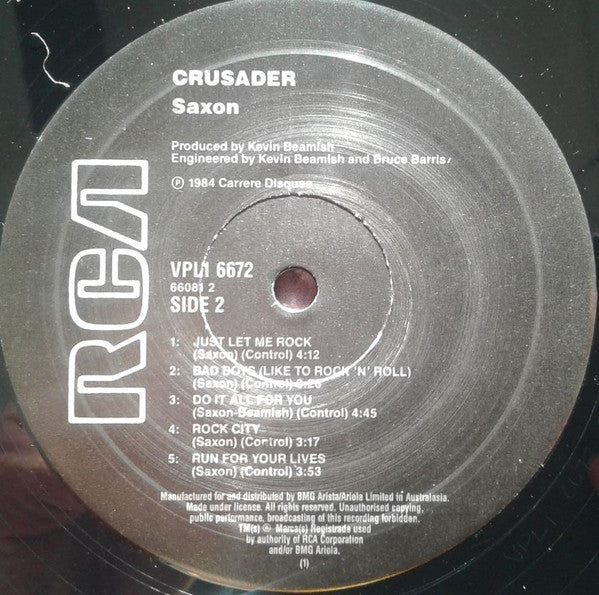 CRUSADER
Saxon
Produced by Kevin Beamish
Engineered by Kevin Beamish and Bruce Barris
℗ 1984 Carrere Disques
RCA
VPL1 6672
66081 2
SIDE 2
1: JUST LET ME ROCK
(Saxon) (Control) 4:12
2: BAD BOYS (LIKE TO ROCK 'N' ROLL)
(Saxon) (Control) 3:26
3: DO IT ALL FOR YOU
(Saxon-Beamish) (Control) 4:45
4: ROCK CITY
(Saxon) (Control) 3:17
5: RUN FOR YOUR LIVES
(Saxon) (Control) 3:53
Manufactured for and distributed by BMG Arista/Ariola Limited in Australasia.
Made under license. All rights reserved. Unauthorised copying,
public performance, broadcasting of this recording forbidden.
TM(s) ® Marca(s) Registrada used
by authority of RCA Corporation
and/or BMG Ariola.
(1)